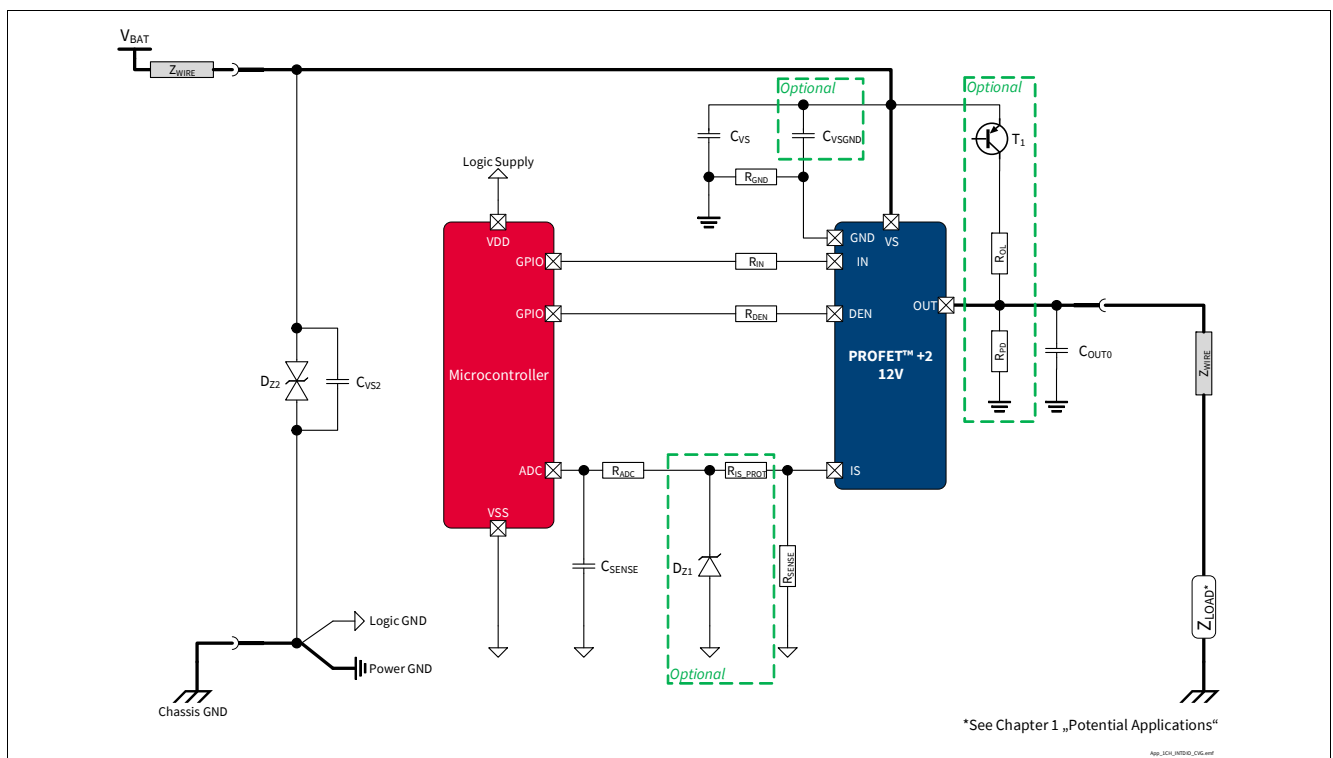 VBAT
ZWIRE
Optional
Optional
CVS
CVSGND
T1
Logic Supply
RGND
VDD
GND
VS
GPIO
RIN
IN
ROL
OUT
GPIO
RDEN
DEN
PROFET™ +2
12V
RPD
COUT0
ZWIRE
Microcontroller
DZ2
CVS2
ADC
RADC
RIS_PROT
IS
VSS
CSENSE
DZ1
RSENSE
ZLOAD*
Logic GND
Power GND
Optional
Chassis GND
*See Chapter 1 „Potential Applications“
App_1CH_INTDIO_CVG.emf